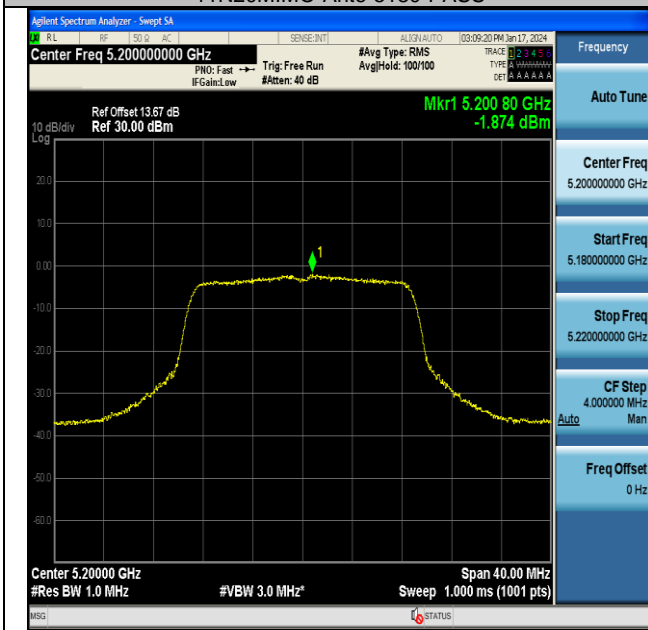 Agilent Spectrum Analyzer - Swept SA
RL RF 50 Ω AC SENSE:INT ALIGN AUTO 03:09:20 PM Jan 17, 2024
Center Freq 5.200000000 GHz
PNO: Fast
IFGain:Low
Trig: Free Run
#Atten: 40 dB
#Avg Type: RMS
Avg|Hold: 100/100
TRACE 1 2 3 4 5 6
TYPE A
DET A A A A A A
Frequency
Ref Offset 13.67 dB
10 dB/div Ref 30.00 dBm
Log
Mkr1 5.200 80 GHz
-1.874 dBm
Auto Tune
20.0
10.0
0.00
-10.0
-20.0
-30.0
-40.0
-50.0
-60.0
1
Center Freq
5.200000000 GHz
Start Freq
5.180000000 GHz
Stop Freq
5.220000000 GHz
CF Step
4.000000 MHz
Auto Man
Freq Offset
0 Hz
Center 5.20000 GHz Span 40.00 MHz
#Res BW 1.0 MHz #VBW 3.0 MHz* Sweep 1.000 ms (1001 pts)
MSG STATUS